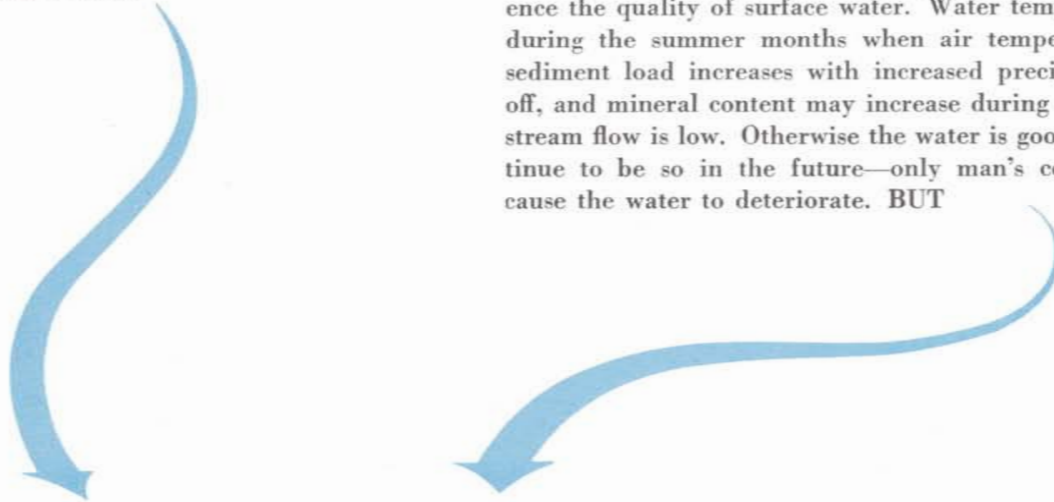 ence the quality of surface water. Water tem
during the summer months when air tempe
sediment load increases with increased preci
off, and mineral content may increase during
stream flow is low. Otherwise the water is goo
tinue to be so in the future—only man's c
cause the water to deteriorate. BUT